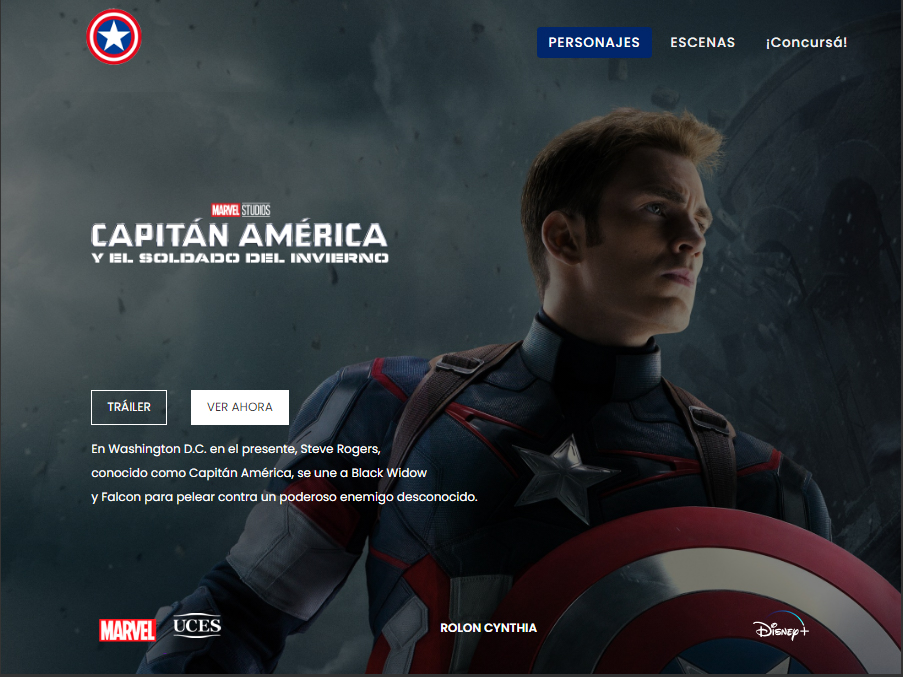 PERSONAJES ESCENAS ¡Concursá!
MARVEL STUDIOS
CAPITÁN AMÉRICA
Y EL SOLDADO DEL INVIERNO
TRÁILER VER AHORA
En Washington D.C. en el presente, Steve Rogers,
conocido como Capitán América, se une a Black Widow
y Falcon para pelear contra un poderoso enemigo desconocido.
MARVEL UCES ROLON CYNTHIA Disney+